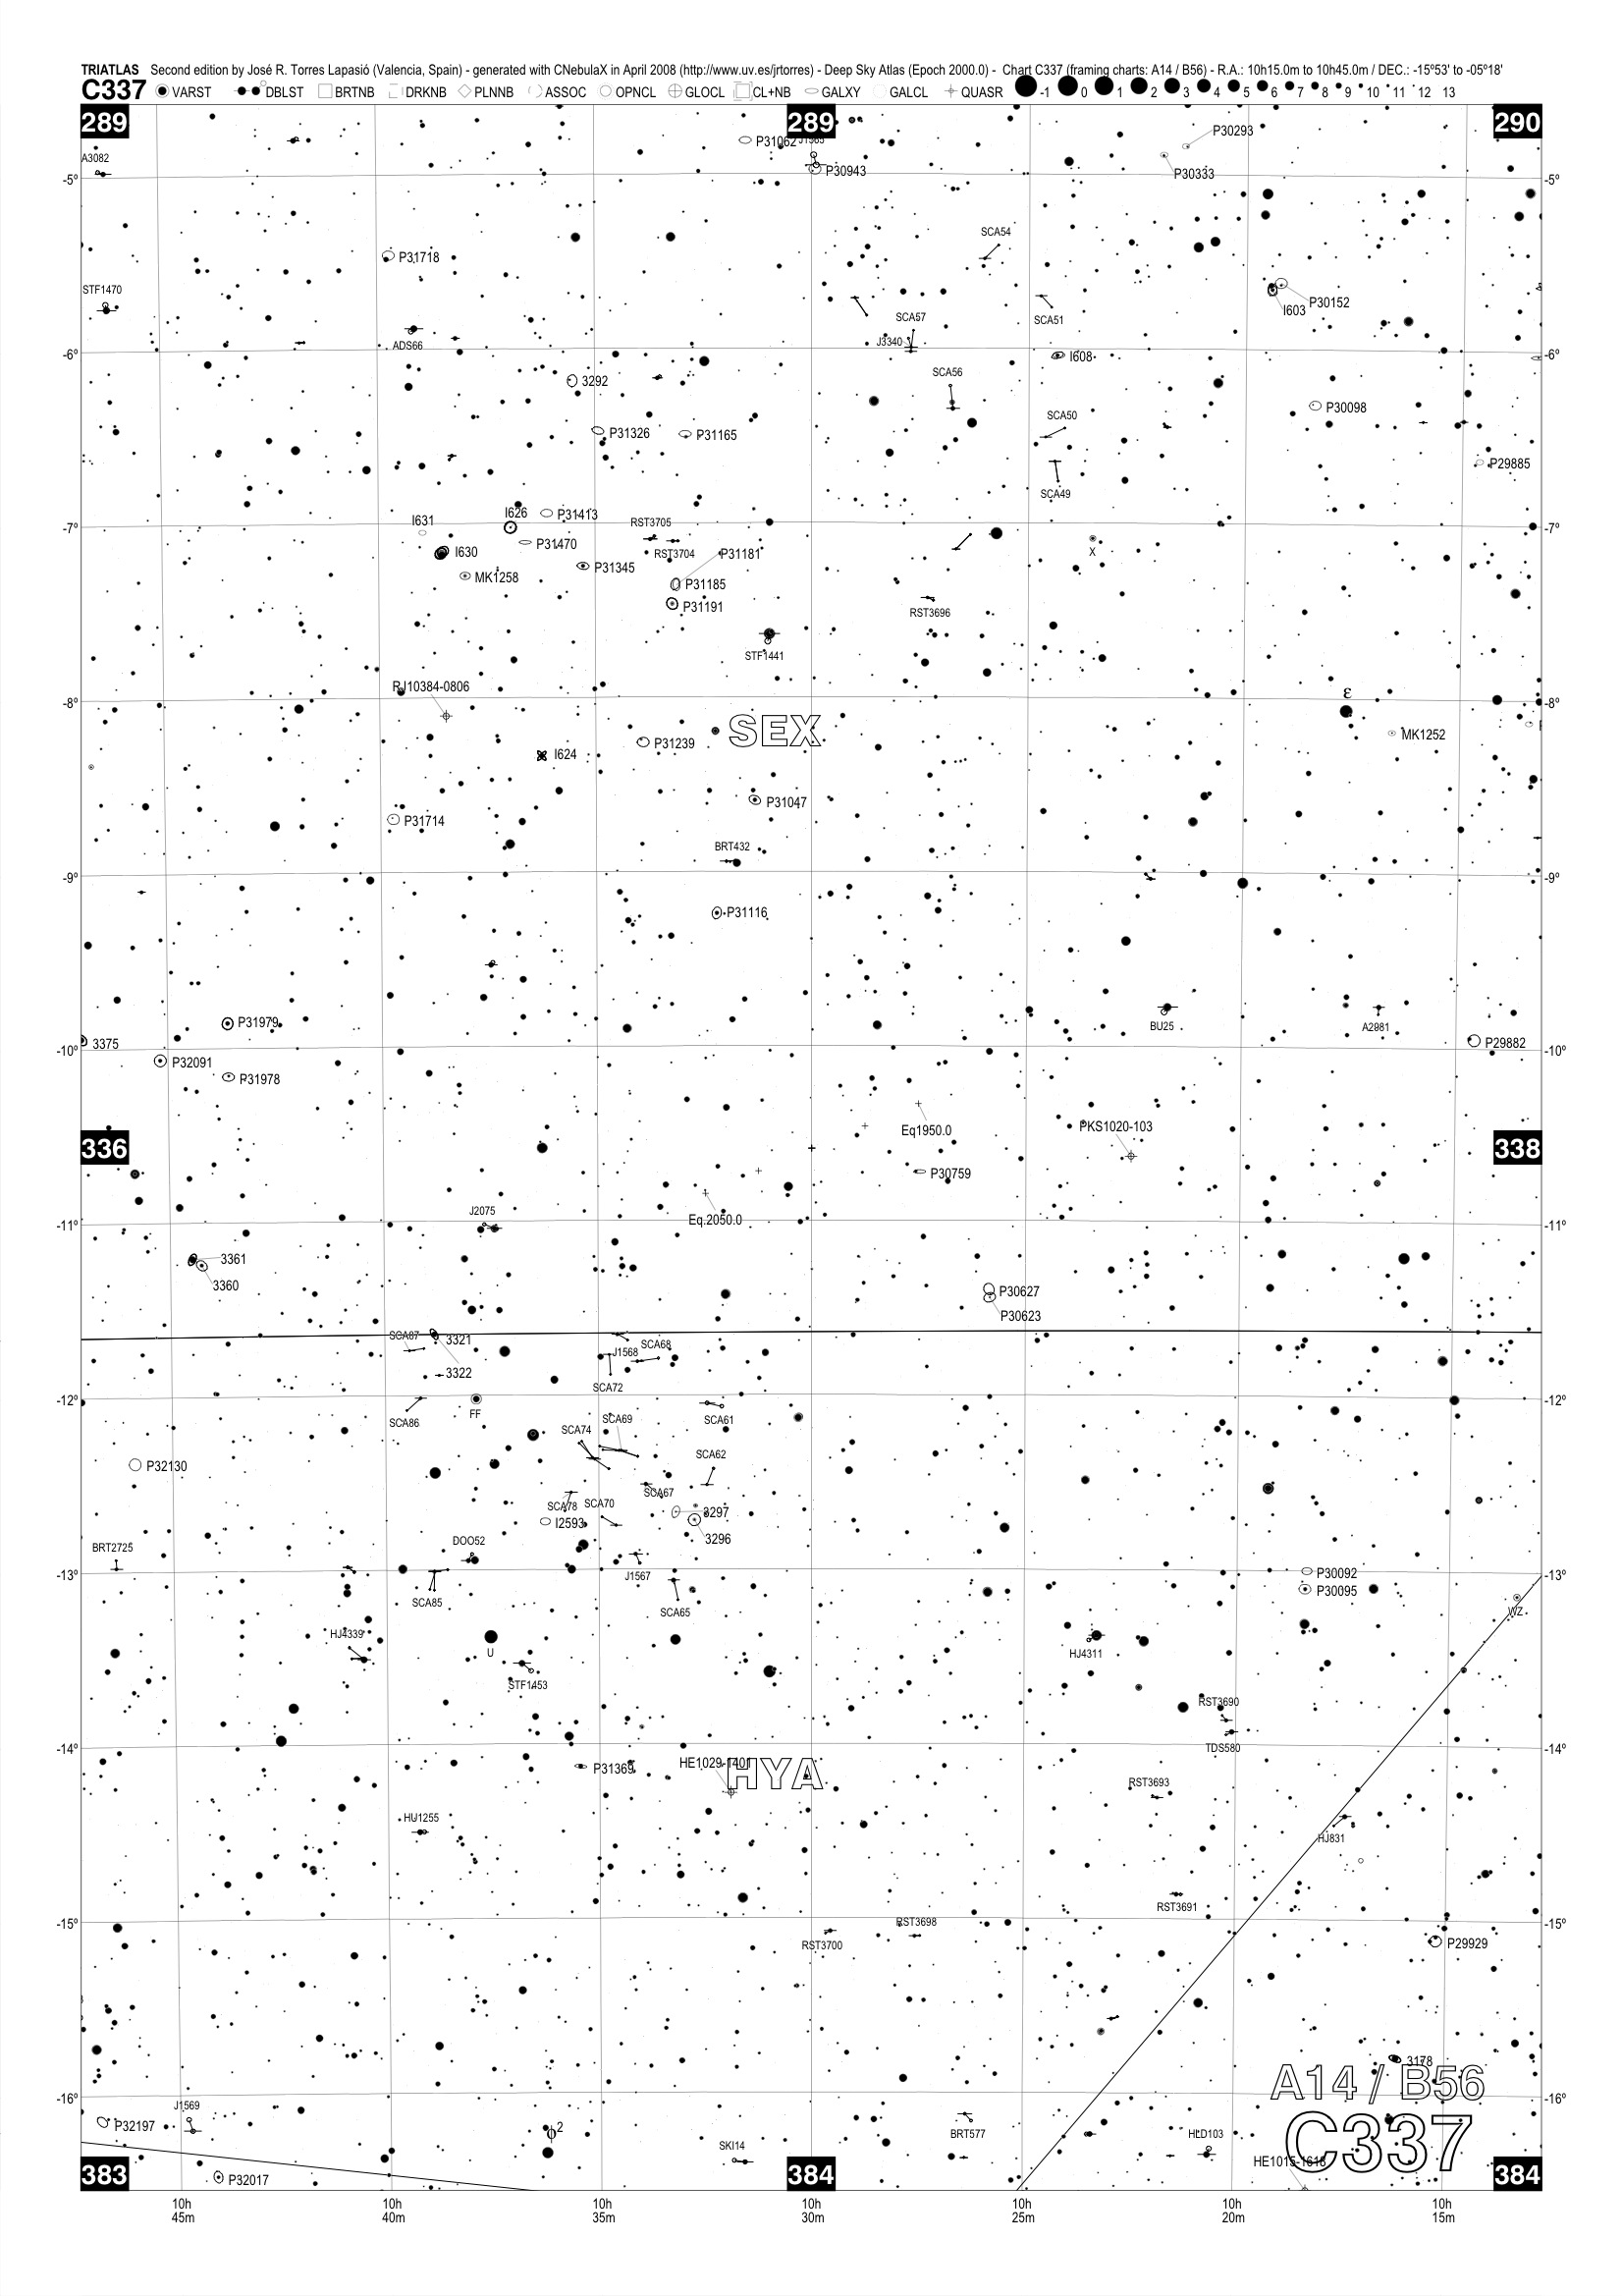 TRIATLAS Second edition by José R. Torres Lapasió (Valencia, Spain) - generated with CNebulaX in April 2008 (http://www.uv.es/jrtorres) - Deep Sky Atlas (Epoch 2000.0) - Chart C337 (framing charts: A14 / B56) - R.A.: 10h15.0m to 10h45.0m / DEC.: -15º53' to -05º18'
C337 VARST DBLST BRTNB DRKNB PLNNB ASSOC OPNCL GLOCL CL+NB GALXY GALCL QUASR -1 0 1 2 3 4 5 6 7 8 9 10 11 12 13
289 289 290
P30293
P31062 J1565
A3082
P30943 P30333
-5º -5º
SCA54
P31718
STF1470
P30152
I603
SCA57 SCA51
J3340
ADS66
-6º I608 -6º
SCA56
3292
P30098
SCA50
P31326 P31165
P29885
SCA49
I626 P31413
I631 RST3705
-7º -7º
I630 P31470 RST3704 P31181 X
P31345
MK1258 P31185
P31191 RST3696
STF1441
RJ10384-0806 ε
-8º -8º
SEX
P31239 MK1252
I624
P31047
P31714
BRT432
-9º -9º
P31116
P31979 BU25 A2981
3375 P29882
-10º -10º
P32091
P31978
Eq1950.0 PKS1020-103
336 338
P30759
J2075 Eq.2050.0
-11º -11º
3361
3360
P30627
P30623
SCA87 3321 SCA68
J1568
3322 SCA72
-12º -12º
SCA86 FF SCA69 SCA61
SCA74
SCA62
P32130
SCA78 SCA70 SCA67
I2593 3297
3296
BRT2725 DOO52
-13º J1567 P30092 -13º
P30095
SCA85 SCA65 WZ
HJ4339
U HJ4311
STF1453
RST3690
-14º TDS580 -14º
P31369 HE1029-1401 HYA
RST3693
HU1255
HJ831
RST3691
-15º RST3698 -15º
RST3700 P29929
3178
A14 / B56
-16º -16º
J1569
P32197 ϕ2 BRT577 HLD103
C337
SKI14
HE1015-1618
383 P32017 384 384
10h 10h 10h 10h 10h 10h 10h
45m 40m 35m 30m 25m 20m 15m